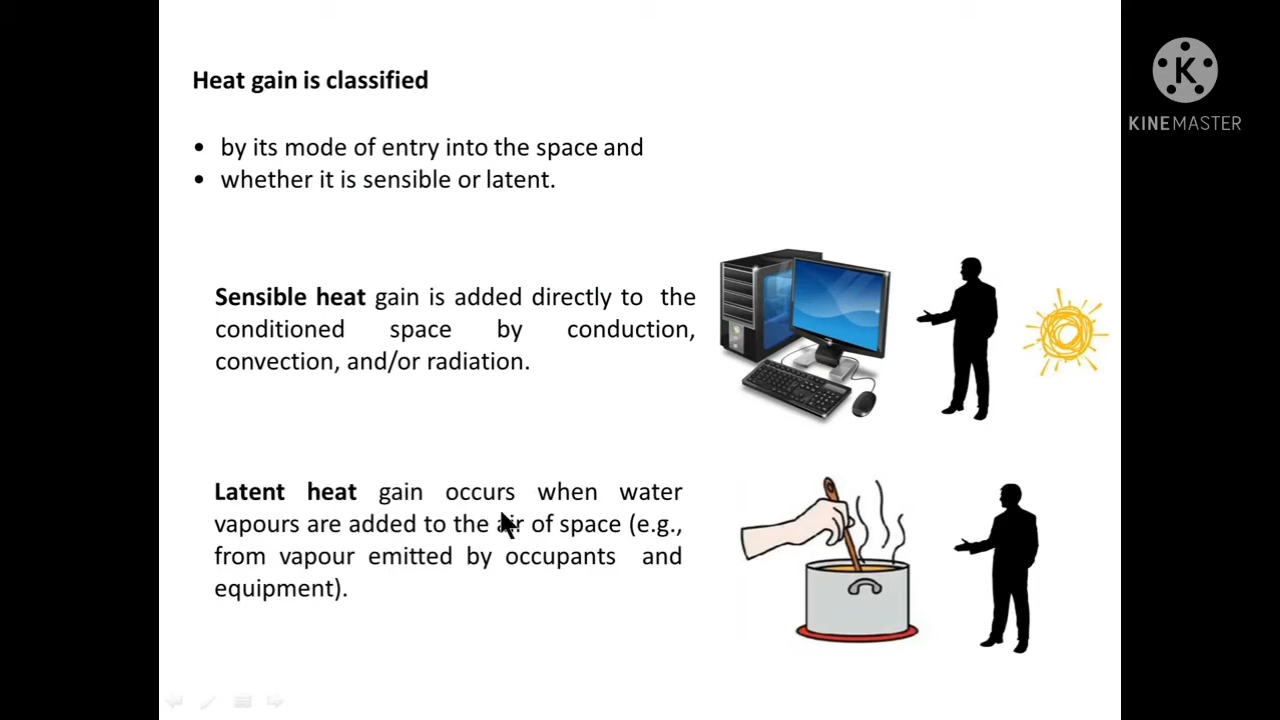 Heat gain is classified
• by its mode of entry into the space and
• whether it is sensible or latent.
Sensible heat gain is added directly to the
conditioned space by conduction,
convection, and/or radiation.
Latent heat gain occurs when water
vapours are added to the air of space (e.g.,
from vapour emitted by occupants and
equipment).
K
KINEMASTER